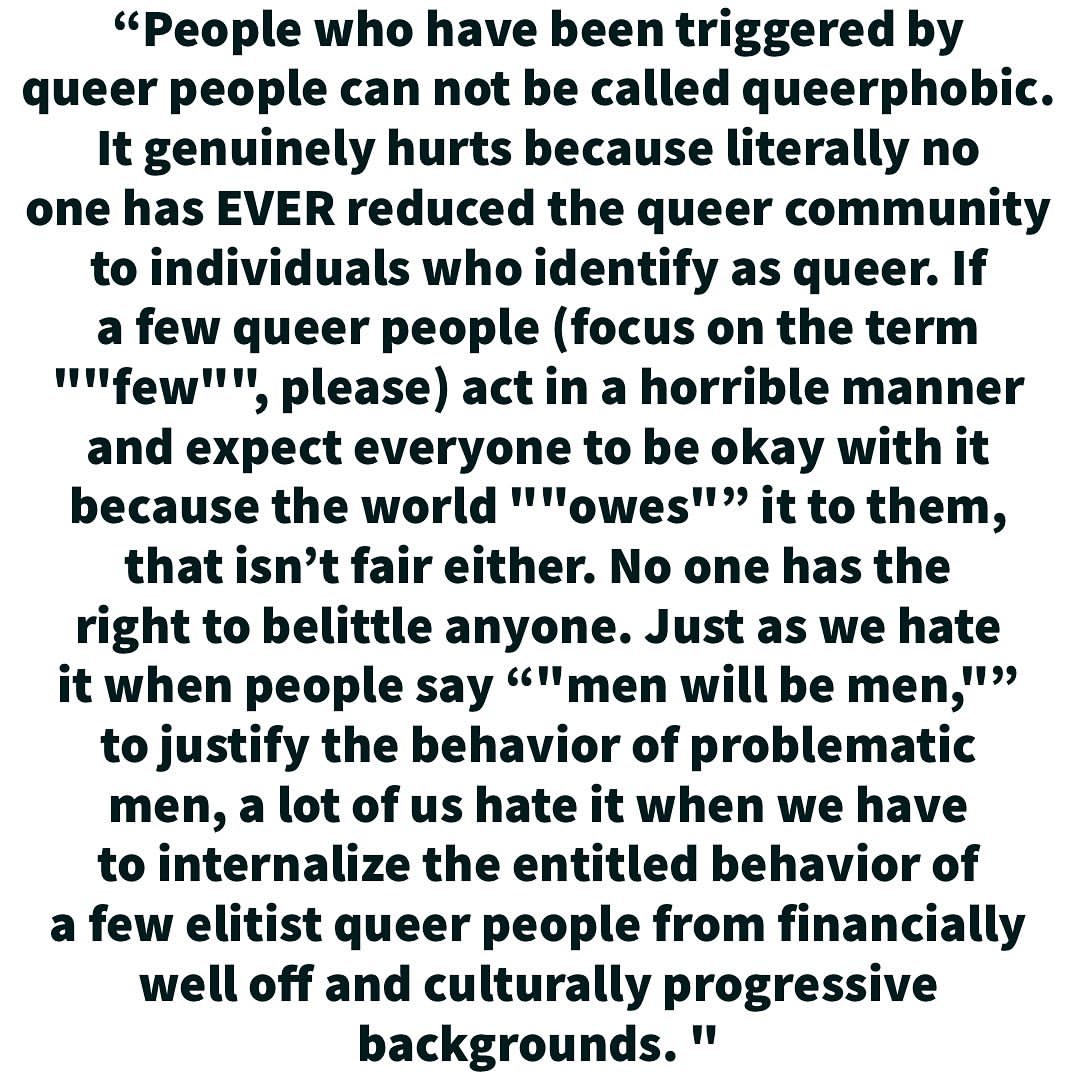 “People who have been triggered by
queer people can not be called queerphobic.
It genuinely hurts because literally no
one has EVER reduced the queer community
to individuals who identify as queer. If
a few queer people (focus on the term
""few"", please) act in a horrible manner
and expect everyone to be okay with it
because the world ""owes"” it to them,
that isn’t fair either. No one has the
right to belittle anyone. Just as we hate
it when people say “"men will be men,"”
to justify the behavior of problematic
men, a lot of us hate it when we have
to internalize the entitled behavior of
a few elitist queer people from financially
well off and culturally progressive
backgrounds. "